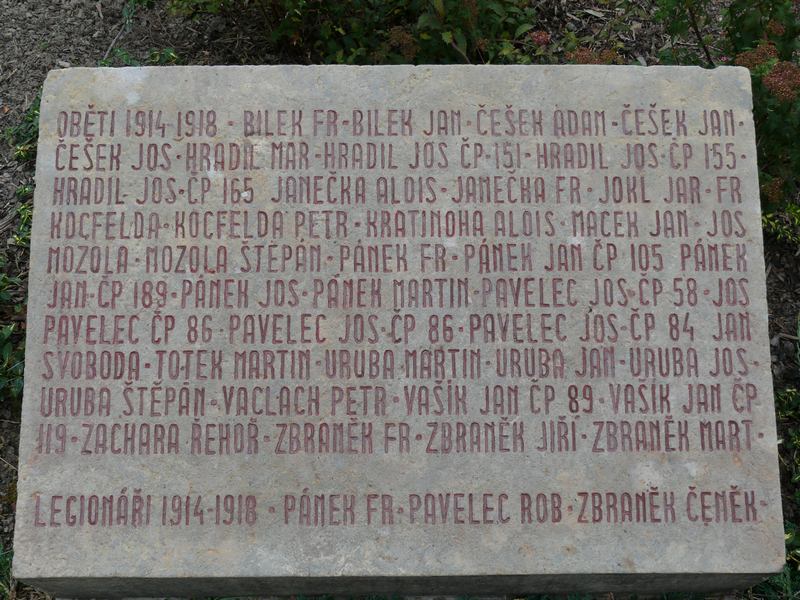 OBĚTI 1914-1918 · BILEK FR · BILEK JAN · ČEŠEK ADAM · ČEŠEK JAN ·
ČEŠEK JOS · HRADIL MAR · HRADIL JOS ČP · 151 · HRADIL JOS · ČP 155 ·
HRADIL JOS · ČP 165 JANEČKA ALOIS · JANEČKA FR · JOKL JAR · FR
KOCFELDA · KOCFELDA PETR · KRATINOHA ALOIS · MACEK JAN · JOS
MOZOLA · MOZOLA ŠTĚPÁN · PÁNEK FR · PÁNEK JAN ČP 105 PÁNEK
JAN · ČP 189 · PÁNEK JOS · PÁNEK MARTIN · PAVELEC JOS · ČP 58 · JOS
PAVELEC ČP 86 · PAVELEC JOS · ČP 86 · PAVELEC JOS · ČP 84 JAN
SVOBODA · TOTEK MARTIN · URUBA MARTIN · URUBA JAN · URUBA JOS ·
URUBA ŠTĚPÁN · VACLACH PETR · VAŠÍK JAN ČP 89 · VAŠÍK JAN ČP
119 · ZACHARA ŘEHOŘ · ZBRANĚK FR · ZBRANĚK JIŘÍ · ZBRANĚK MART ·
LEGIONÁŘI 1914-1918 · PÁNEK FR · PAVELEC ROB · ZBRANĚK ČENĚK ·